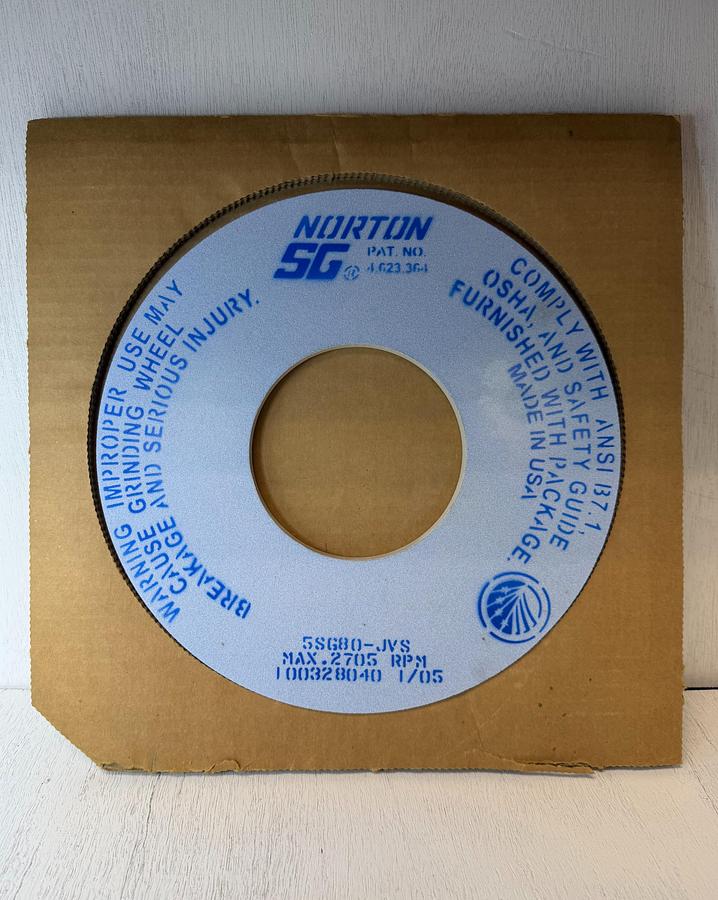 NORTON
SG® PAT. NO.
4,623,364
WARNING IMPROPER USE MAY
CAUSE GRINDING WHEEL
BREAKAGE AND SERIOUS INJURY.
COMPLY WITH ANSI B7.1,
OSHA, AND SAFETY GUIDE
FURNISHED WITH PACKAGE.
MADE IN USA
5SG80-JVS
MAX.2705 RPM
100328040 1/05